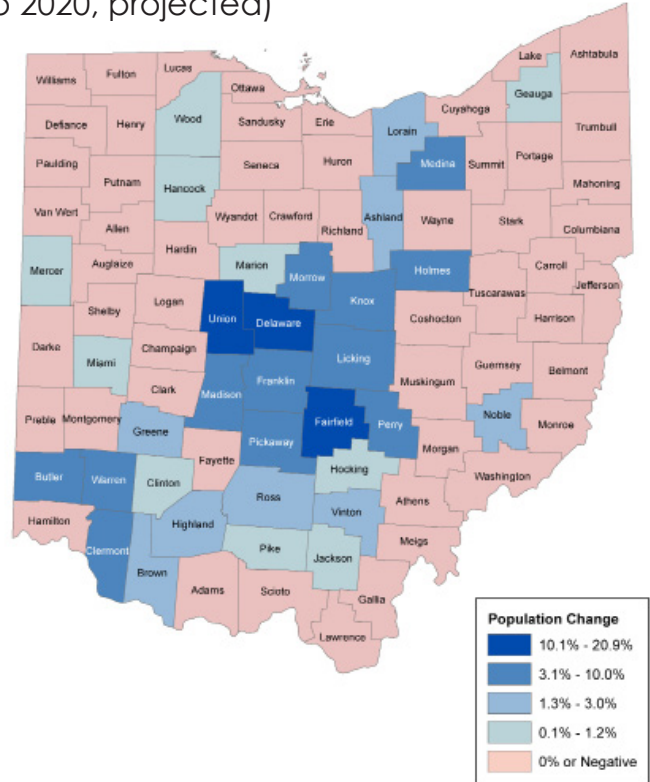 o 2020, projected)
Lake
Ashtabula
Lucas
Williams
Fulton
Ottawa
Geauga
Cuyahoga
Wood
Defiance
Henry
Sandusky
Erie
Lorain
Trumbull
Medina
Summit
Portage
Paulding
Seneca
Huron
Putnam
Hancock
Mahoning
Van Wert
Wyandot
Crawford
Richland
Ashland
Wayne
Stark
Allen
Columbiana
Hardin
Mercer
Auglaize
Marion
Morrow
Holmes
Carroll
Jefferson
Tuscarawas
Logan
Knox
Shelby
Union
Delaware
Coshocton
Harrison
Darke
Champaign
Licking
Miami
Guernsey
Belmont
Clark
Madison
Franklin
Muskingum
Preble
Montgomery
Fairfield
Perry
Noble
Monroe
Greene
Pickaway
Morgan
Fayette
Hocking
Butler
Warren
Clinton
Washington
Ross
Athens
Hamilton
Highland
Vinton
Clermont
Pike
Jackson
Meigs
Brown
Adams
Scioto
Gallia
Lawrence
Population Change
10.1% - 20.9%
3.1% - 10.0%
1.3% - 3.0%
0.1% - 1.2%
0% or Negative